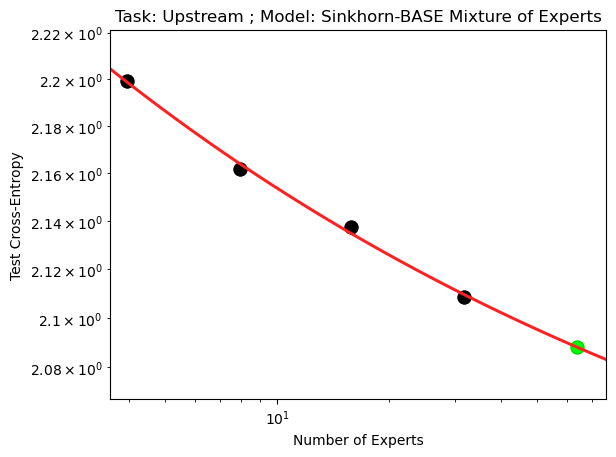 Task: Upstream ; Model: Sinkhorn-BASE Mixture of Experts
2.22 × 10⁰
2.2 × 10⁰
2.18 × 10⁰
2.16 × 10⁰
2.14 × 10⁰
2.12 × 10⁰
2.1 × 10⁰
2.08 × 10⁰
Test Cross-Entropy
10¹
Number of Experts